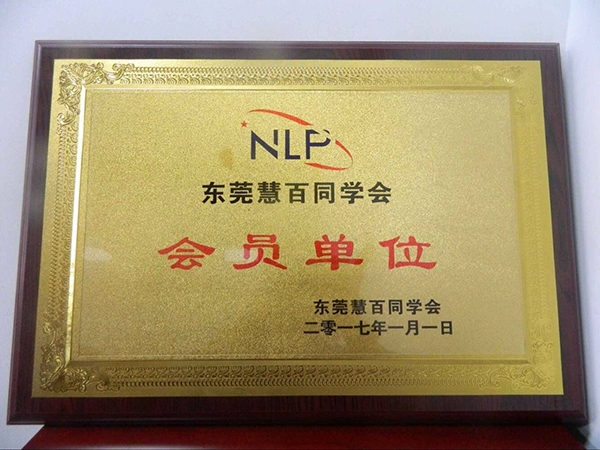 NLP
东莞慧百同学会
会员单位
东莞慧百同学会
二零一七年一月一日